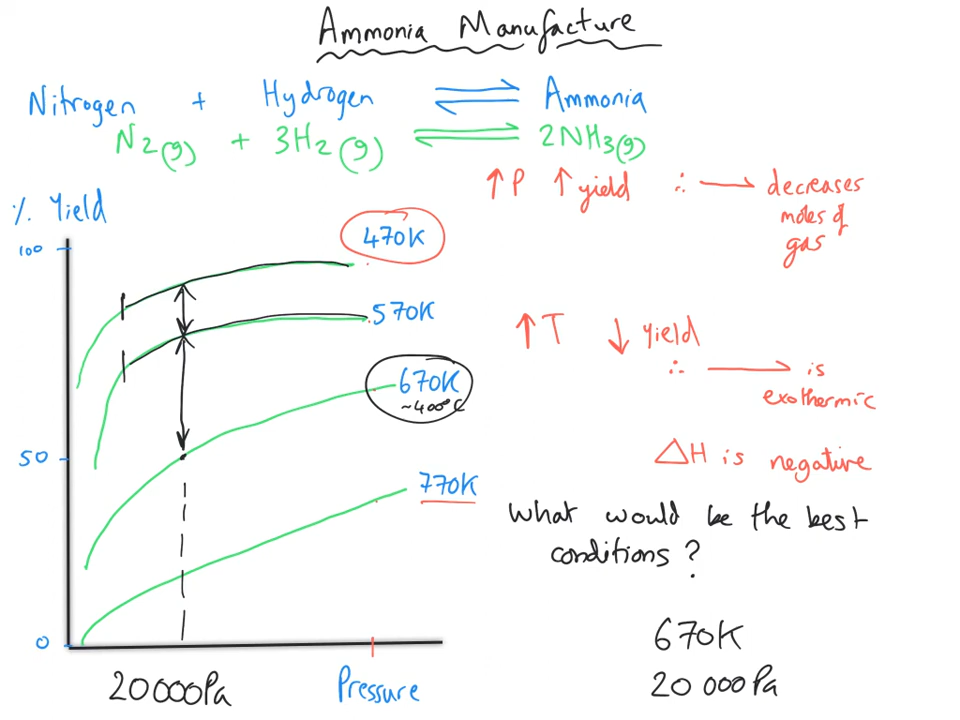 Ammonia Manufacture
Nitrogen + Hydrogen ⇌ Ammonia
N2(g) + 3H2(g) ⇌ 2NH3(g)
↑P ↑yield ∴ → decreases
moles of
gas
% Yield
100
470K
570K
↑T ↓ yield
∴ → is
exothermic
670K
~400°C
50
ΔH is negative
770K
What would be the best
conditions?
0
670K
20 000 Pa
20000Pa
Pressure